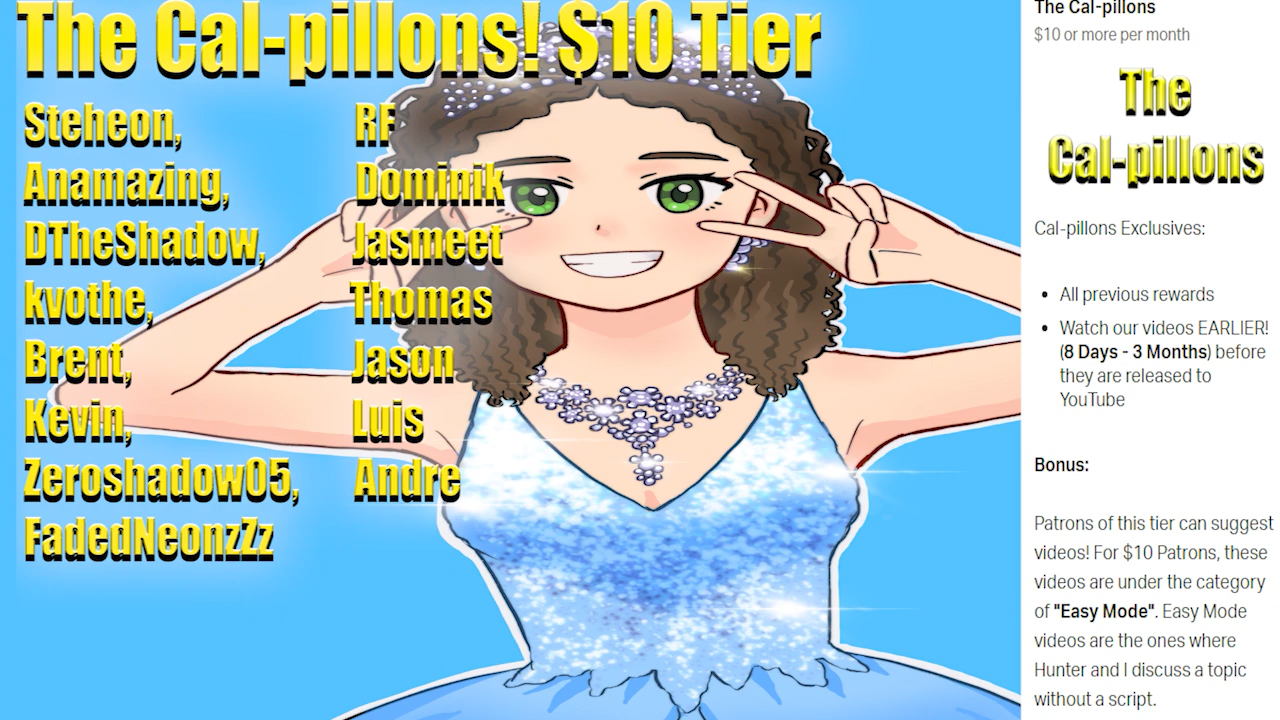 The Cal-pillons! $10 Tier
Steheon,
Anamazing,
DTheShadow,
kvothe,
Brent,
Kevin,
Zeroshadow05,
FadedNeonzZz
RF
Dominik
Jasmeet
Thomas
Jason
Luis
Andre
The Cal-pillons
$10 or more per month
The
Cal-pillons
Cal-pillons Exclusives:
All previous rewards
Watch our videos EARLIER!
(8 Days - 3 Months) before
they are released to
YouTube
Bonus:
Patrons of this tier can suggest
videos! For $10 Patrons, these
videos are under the category
of "Easy Mode". Easy Mode
videos are the ones where
Hunter and I discuss a topic
without a script.